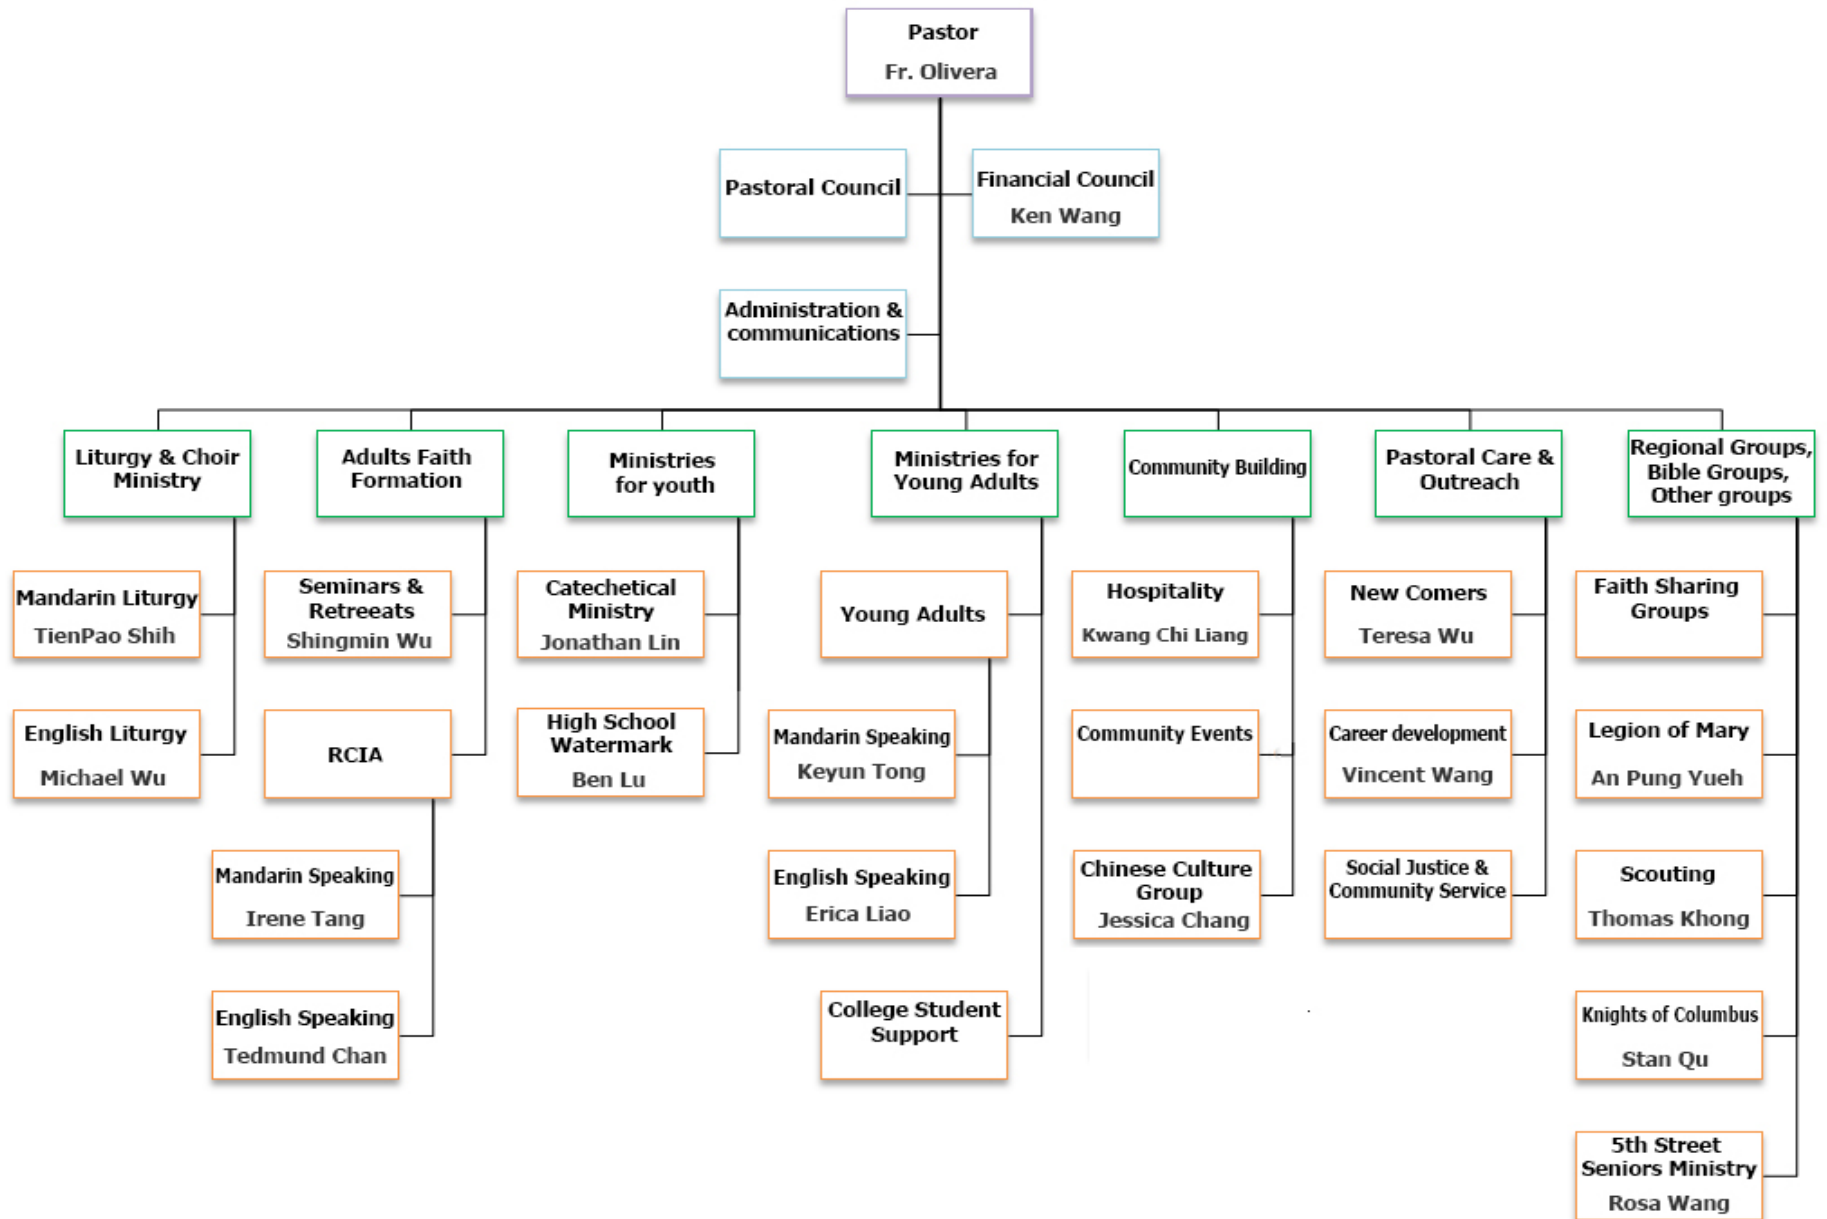 Pastor
Fr. Olivera
Pastoral Council
Financial Council
Ken Wang
Administration &
communications
Liturgy & Choir
Ministry
Adults Faith
Formation
Ministries
for youth
Ministries for
Young Adults
Community Building
Pastoral Care &
Outreach
Regional Groups,
Bible Groups,
Other groups
Mandarin Liturgy
TienPao Shih
Seminars &
Retreeats
Shingmin Wu
Catechetical
Ministry
Jonathan Lin
Young Adults
Hospitality
Kwang Chi Liang
New Comers
Teresa Wu
Faith Sharing
Groups
English Liturgy
Michael Wu
RCIA
High School
Watermark
Ben Lu
Mandarin Speaking
Keyun Tong
Community Events
Career development
Vincent Wang
Legion of Mary
An Pung Yueh
Mandarin Speaking
Irene Tang
English Speaking
Erica Liao
Chinese Culture
Group
Jessica Chang
Social Justice &
Community Service
Scouting
Thomas Khong
English Speaking
Tedmund Chan
College Student
Support
Knights of Columbus
Stan Qu
5th Street
Seniors Ministry
Rosa Wang